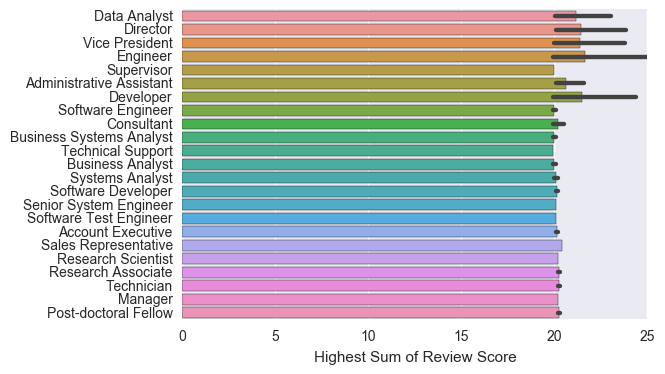 Data Analyst
Director
Vice President
Engineer
Supervisor
Administrative Assistant
Developer
Software Engineer
Consultant
Business Systems Analyst
Technical Support
Business Analyst
Systems Analyst
Software Developer
Senior System Engineer
Software Test Engineer
Account Executive
Sales Representative
Research Scientist
Research Associate
Technician
Manager
Post-doctoral Fellow
0 5 10 15 20 25
Highest Sum of Review Score